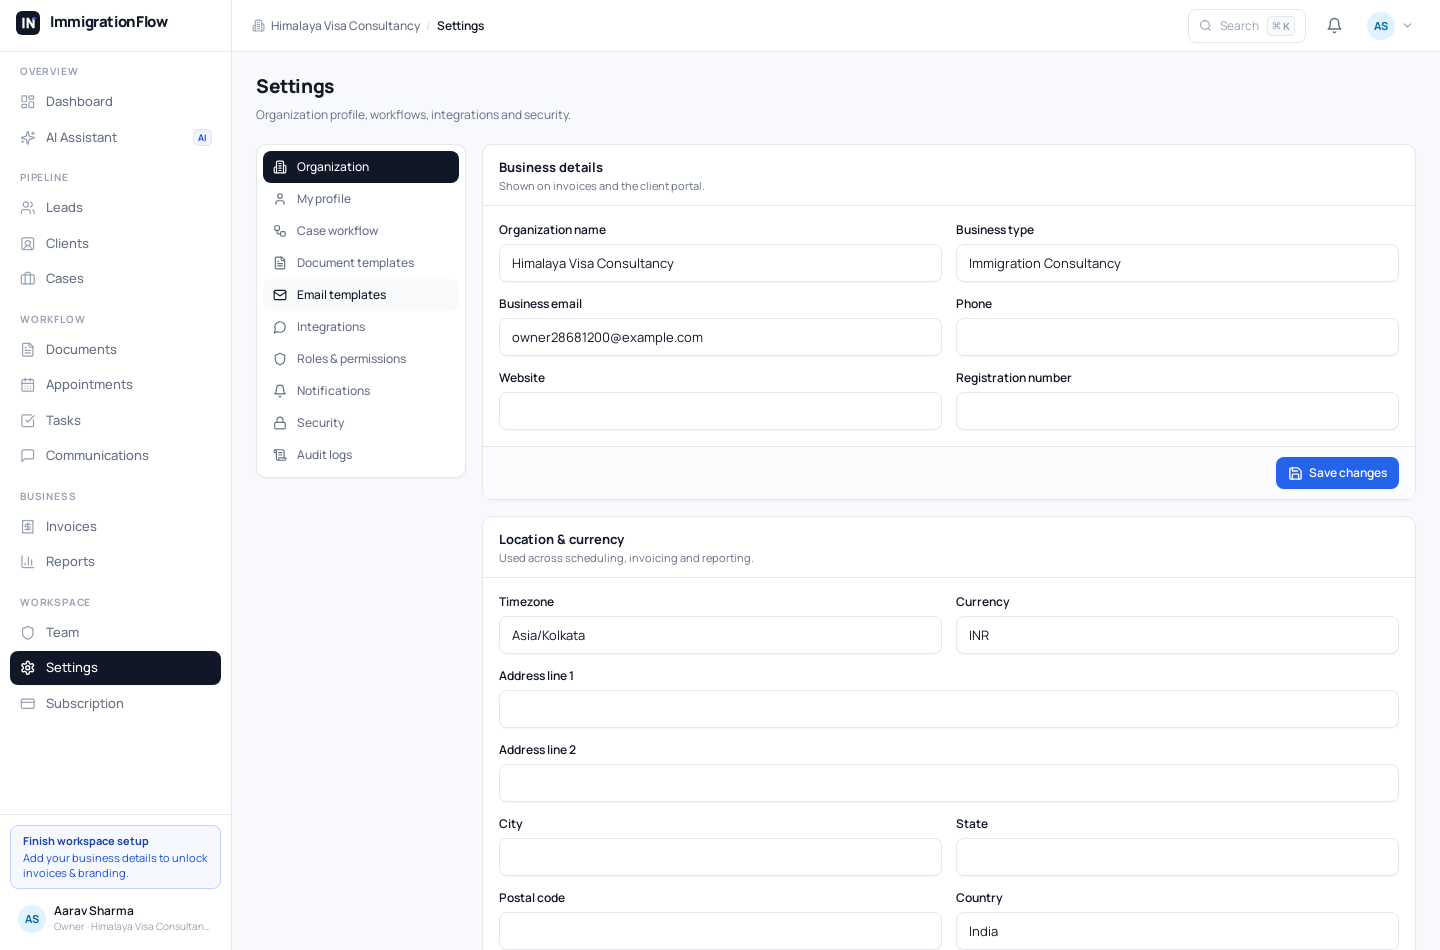 IN ImmigrationFlow
Himalaya Visa Consultancy / Settings
Search ⌘ K
AS
OVERVIEW
Dashboard
AI Assistant AI
PIPELINE
Leads
Clients
Cases
WORKFLOW
Documents
Appointments
Tasks
Communications
BUSINESS
Invoices
Reports
WORKSPACE
Team
Settings
Subscription
Finish workspace setup
Add your business details to unlock
invoices & branding.
AS
Aarav Sharma
Owner · Himalaya Visa Consultan...
Settings
Organization profile, workflows, integrations and security.
Organization
My profile
Case workflow
Document templates
Email templates
Integrations
Roles & permissions
Notifications
Security
Audit logs
Business details
Shown on invoices and the client portal.
Organization name
Himalaya Visa Consultancy
Business type
Immigration Consultancy
Business email
owner28681200@example.com
Phone
Website
Registration number
Save changes
Location & currency
Used across scheduling, invoicing and reporting.
Timezone
Asia/Kolkata
Currency
INR
Address line 1
Address line 2
City
State
Postal code
Country
India